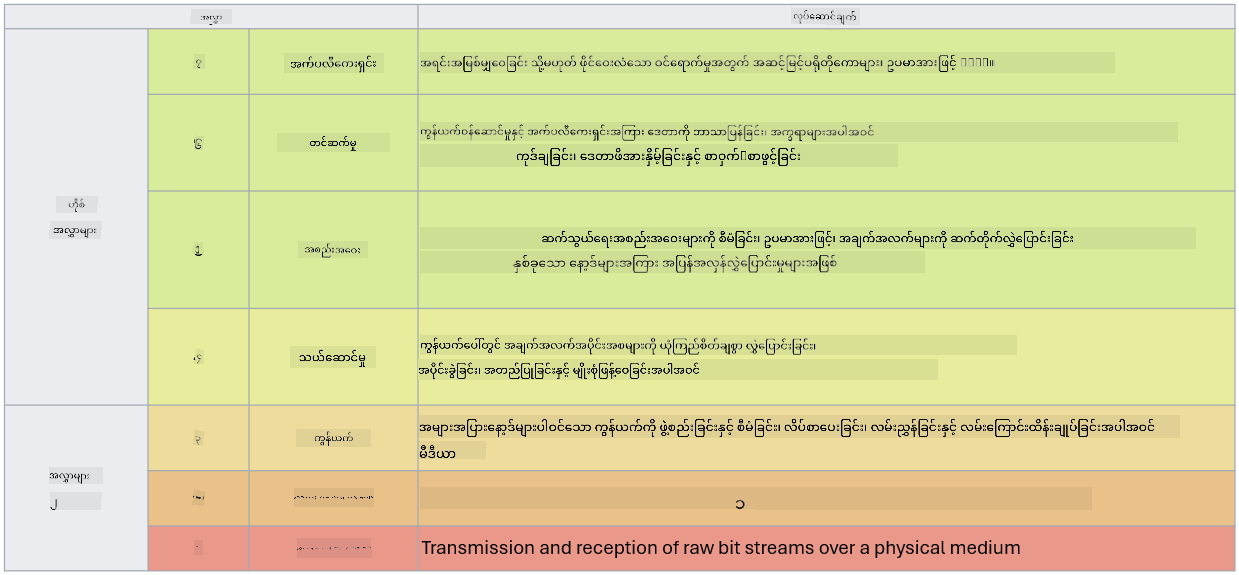 အလွှာ
လုပ်ဆောင်ချက်
၇
အက်ပလီကေးရှင်း
အရင်းအမြစ်မျှဝေခြင်း သို့မဟုတ် ဖိုင်ဝေးလံသော ဝင်ရောက်မှုအတွက် အဆင့်မြင့်ပရိုတိုကောများ၊ ဥပမာအားဖြင့်
၆
တင်ဆက်မှု
ကွန်ယက်ဝန်ဆောင်မှုနှင့် အက်ပလီကေးရှင်းအကြား ဒေတာကို ဘာသာပြန်ခြင်း၊ အက္ခရာများအပါအဝင်
ကုဒ်ချခြင်း၊ ဒေတာဖိအားနှိမ့်ခြင်းနှင့်
ဟို့စ်
အလွှာများ
၅
အစည်းအဝေး
ဆက်သွယ်ရေးအစည်းအဝေးများကို စီမံခြင်း၊ ဥပမာအားဖြင့်၊ အချက်အလက်များကို ဆက်တိုက်လွှဲပြောင်းခြင်း
နှစ်ခုသော နော့ဒ်များအကြား အပြန်အလှန်လွှဲပြောင်းမှုများအဖြစ်
၄
သယ်ဆောင်မှု
ကွန်ယက်ပေါ်တွင် အချက်အလက်အပိုင်းအစများကို ယုံကြည်စိတ်ချစွာ လွှဲပြောင်းခြင်း၊
အပိုင်းခွဲခြင်း၊ အတည်ပြုခြင်းနှင့် မျိုးစုံဖြန့်ဝေခြင်းအပါအဝင်
၃
ကွန်ယက်
အများအပြားနော့ဒ်များပါဝင်သော ကွန်ယက်ကို ဖွဲ့စည်းခြင်းနှင့် စီမံခြင်း၊ လိပ်စာပေးခြင်း၊ လမ်းညွှန်ခြင်းနှင့် လမ်းကြောင်းထိန်းချုပ်ခြင်းအပါအဝင်
မီဒီယာ
အလွှာများ
၂
၁
Transmission and reception of raw bit streams over a physical medium